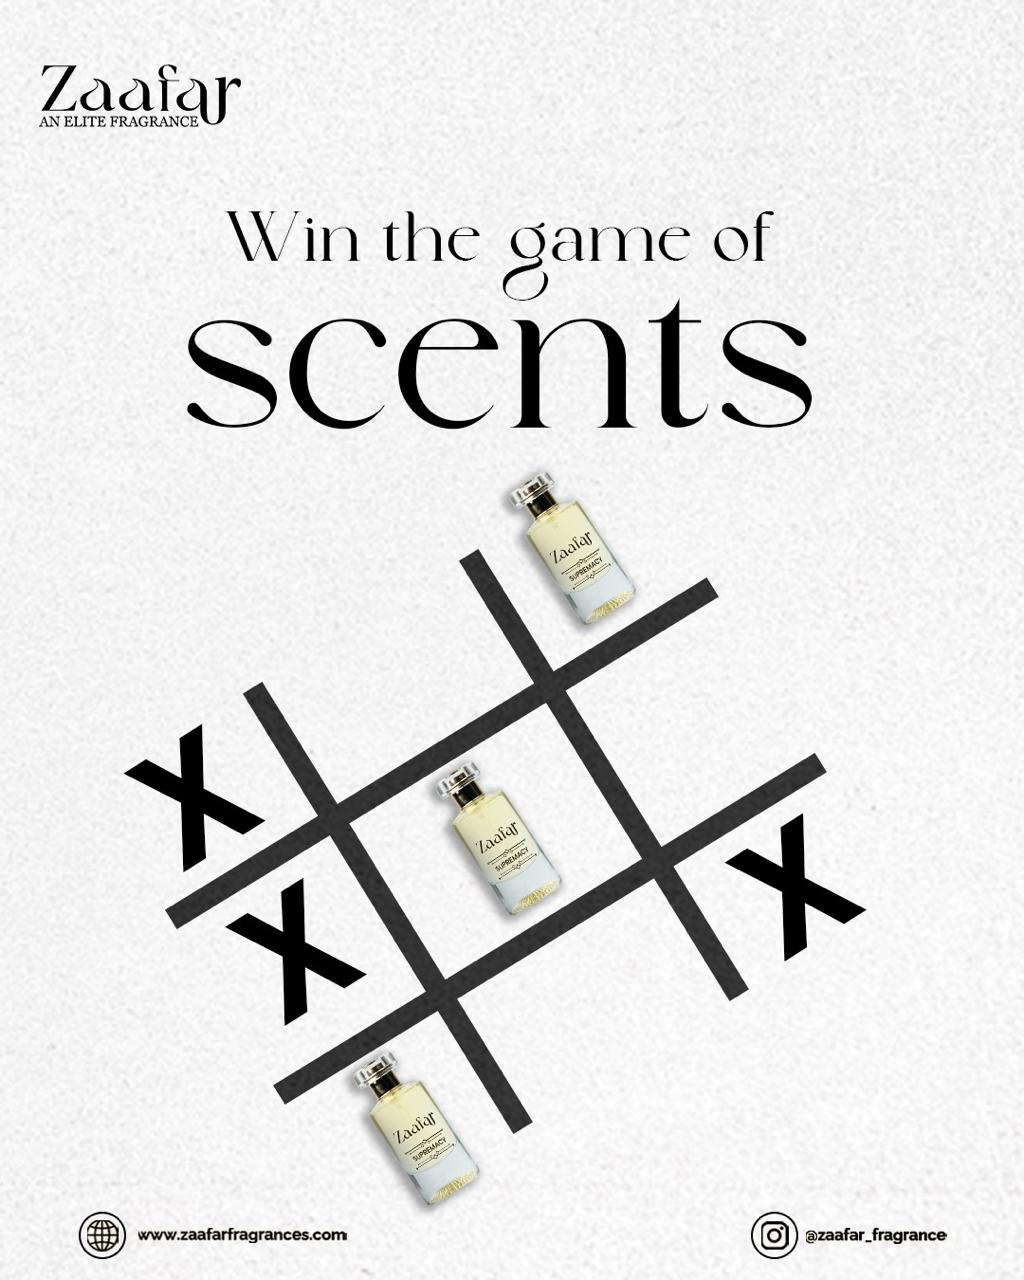 Zaafar
AN ELITE FRAGRANCE
Win the game of
scents
Zaafar
SUPREMACY
X
Zaafar
SUPREMACY
X
X
Zaafar
SUPREMACY
www.zaafarfragrances.com
@zaafar_fragrance